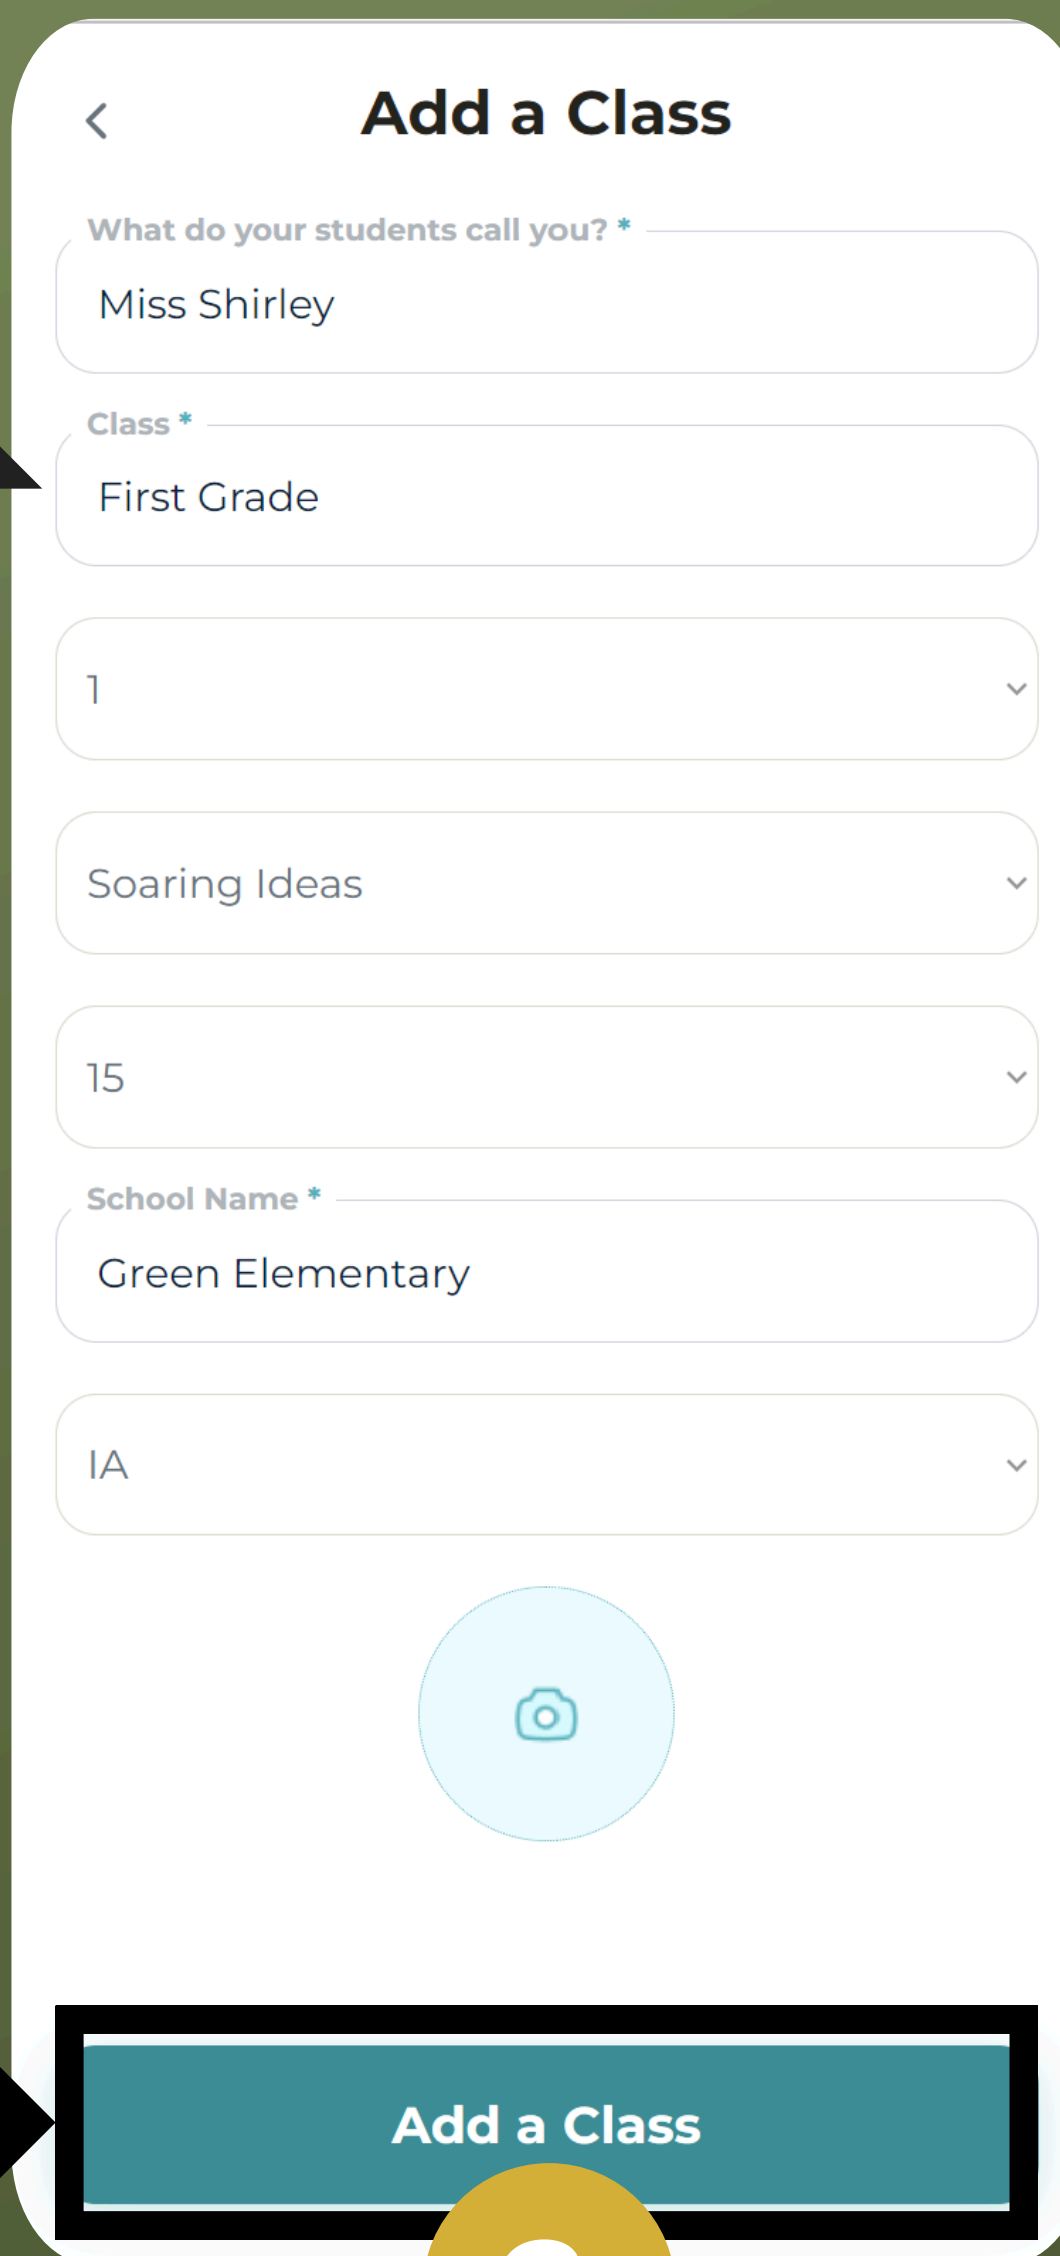 Add a Class
What do your students call you? *
Miss Shirley
Class *
First Grade
1
Soaring Ideas
15
School Name *
Green Elementary
IA
Add a Class